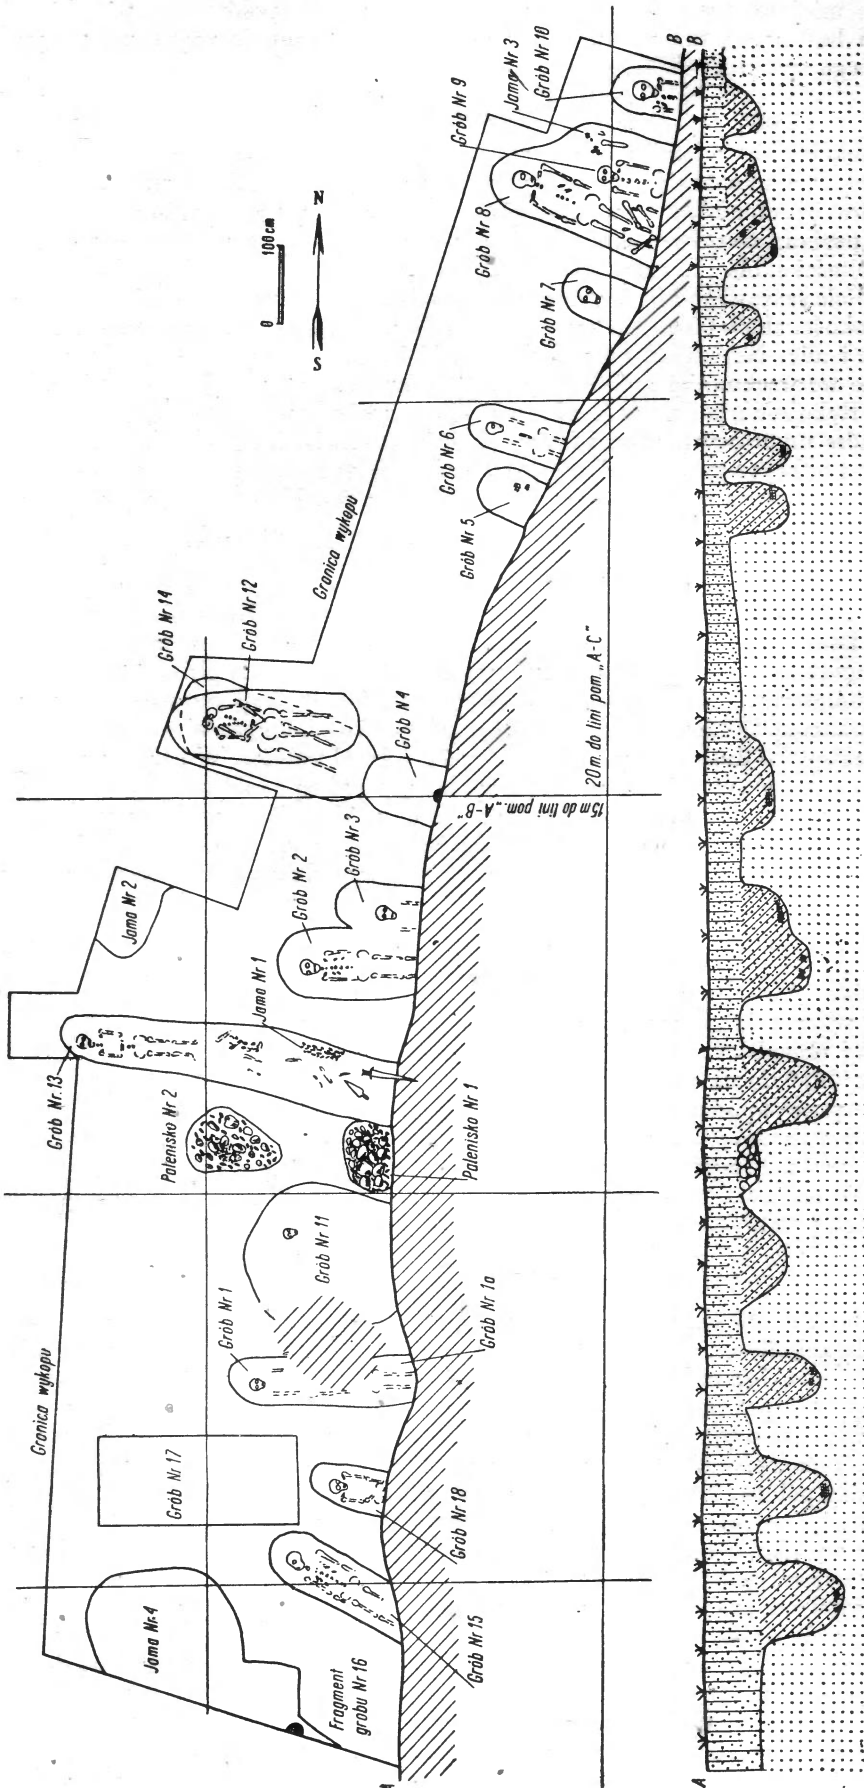 Grób Nr 9
Jama Nr 3
Grób Nr 10
B
B
Grób Nr 8
Grób Nr 7
0 100 cm
N
S
Grób Nr 6
Grób Nr 5
Granica wykopu
Grób Nr 14
Grób Nr 12
Grób N4
20 m. do lini pom „A-C"
15 m do lini pom. „A-B"
Grób Nr 3
Grób Nr 2
Jama Nr 2
Jama Nr 1
Grób Nr. 13
Palenisko Nr 2
Palenisko Nr 1
Grób Nr 11
Grób Nr 1
Grób Nr 1a
Granica wykopu
Grób Nr 17
Grób Nr 18
Grób Nr 15
Jama Nr. 4
Fragment
grobu Nr 16
A